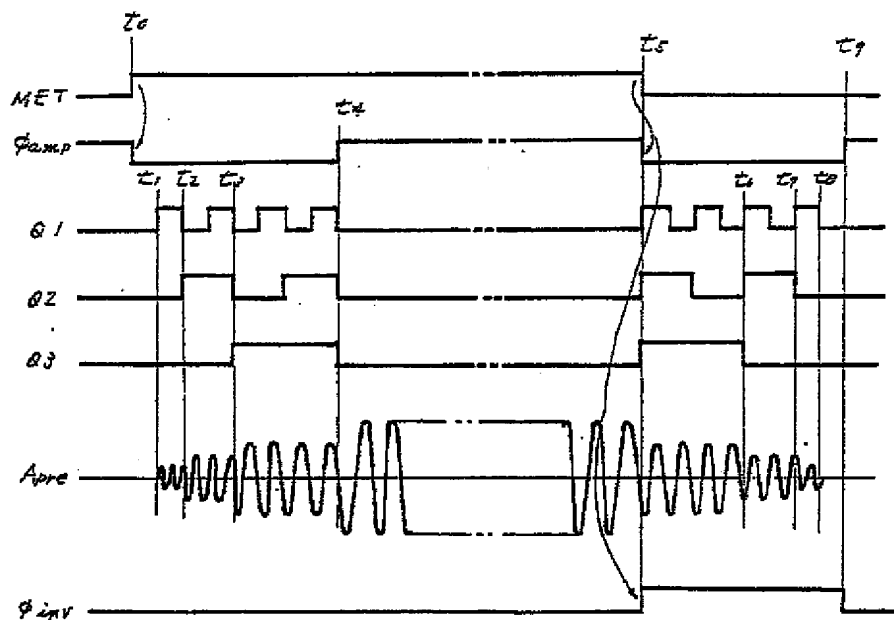 t0 t5 t9
MET
t4
φamp
t1 t2 t3 t6 t7 t8
Q1
Q2
Q3
Apre
φinv